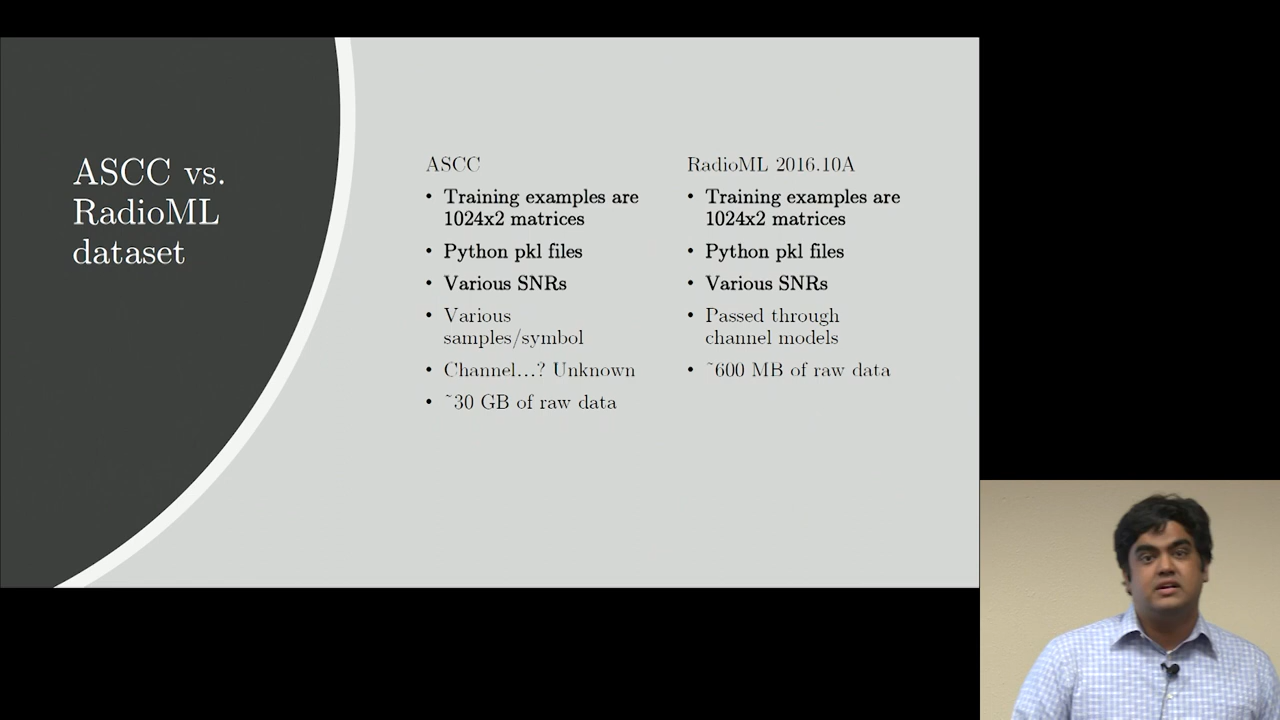 ASCC vs.
RadioML
dataset
ASCC
• Training examples are
1024x2 matrices
• Python pkl files
• Various SNRs
• Various
samples/symbol
• Channel...? Unknown
• ~30 GB of raw data
RadioML 2016.10A
• Training examples are
1024x2 matrices
• Python pkl files
• Various SNRs
• Passed through
channel models
• ~600 MB of raw data